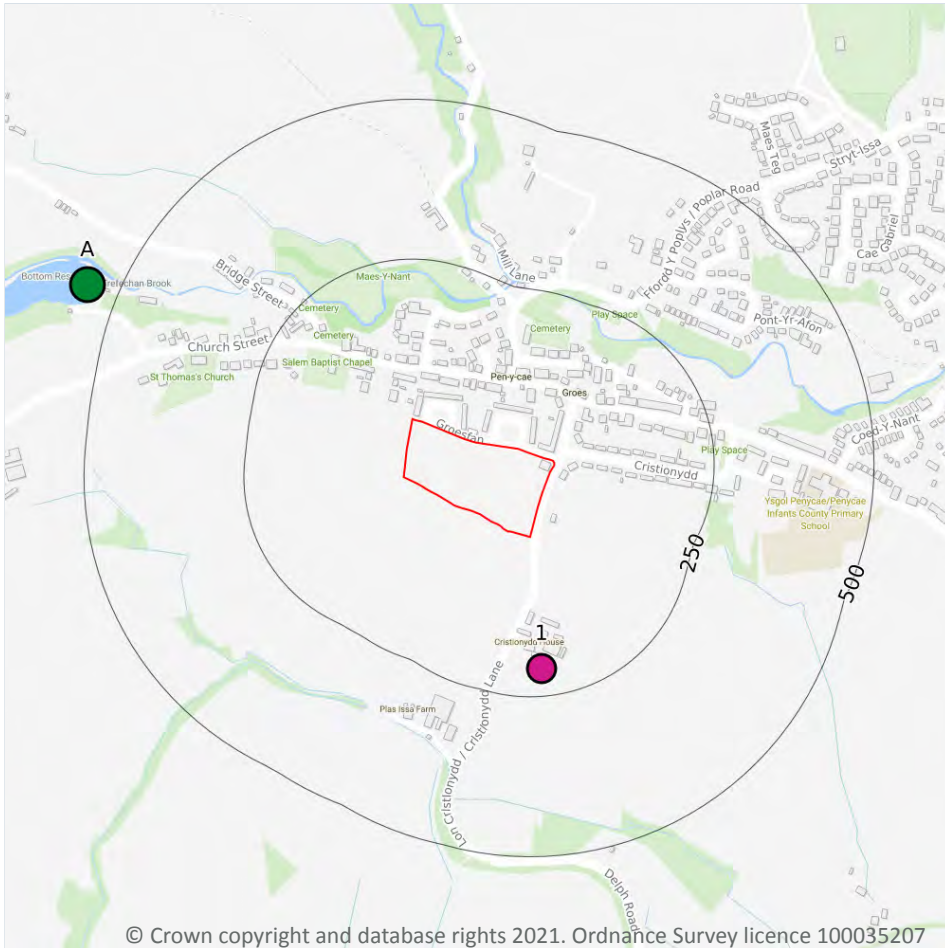 Maes Teg
Stryt-Issa
Ffordd Y Poplys / Poplar Road
Cae Gabriel
A
Mill Lane
Bridge Street
Maes-Y-Nant
Bottom Res
refechan Brook
Cemetery
Play Space
Pont-Yr-Afon
Cemetery
Cemetery
Church Street
Salem Baptist Chapel
St Thomas's Church
Pen-y-cae
Groes
Coed-Y-Nant
Groesfan
Play Space
Cristionydd
Ysgol Penycae/Penycae
Infants County Primary
School
250
500
1
Cristionydd House
Plas Issa Farm
Lon Cristionydd / Cristionydd Lane
Delph Road
© Crown copyright and database rights 2021. Ordnance Survey licence 100035207